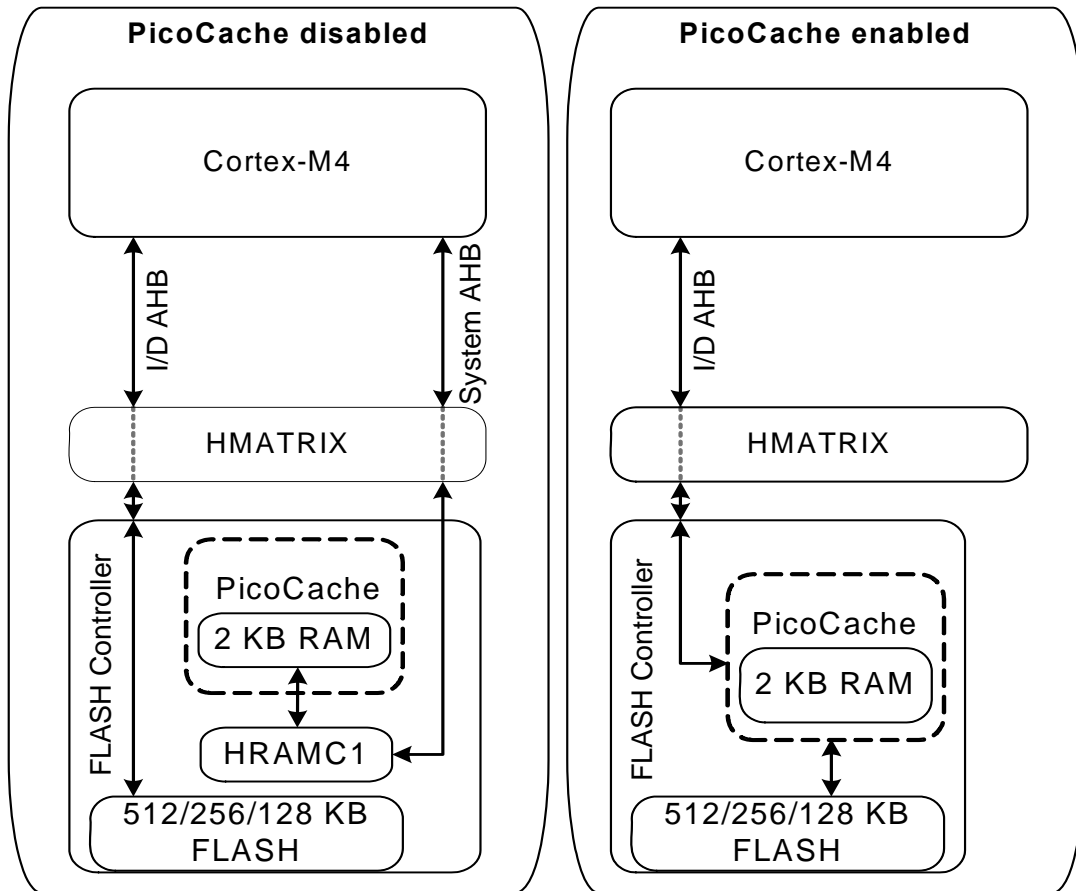 PicoCache disabled
Cortex-M4
I/D AHB
System AHB
HMATRIX
FLASH Controller
PicoCache
2 KB RAM
HRAMC1
512/256/128 KB
FLASH
PicoCache enabled
Cortex-M4
I/D AHB
HMATRIX
FLASH Controller
PicoCache
2 KB RAM
512/256/128 KB
FLASH